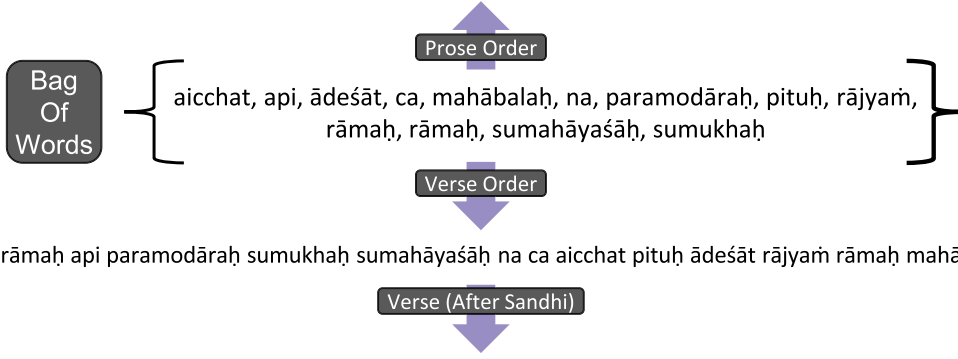 Prose Order
Bag
Of
Words
aicchat, api, ādeśāt, ca, mahābalaḥ, na, paramodāraḥ, pituḥ, rājyaṁ,
rāmaḥ, rāmaḥ, sumahāyaśāḥ, sumukhaḥ
Verse Order
rāmaḥ api paramodāraḥ sumukhaḥ sumahāyaśāḥ na ca aicchat pituḥ ādeśāt rājyaṁ rāmaḥ mahā
Verse (After Sandhi)